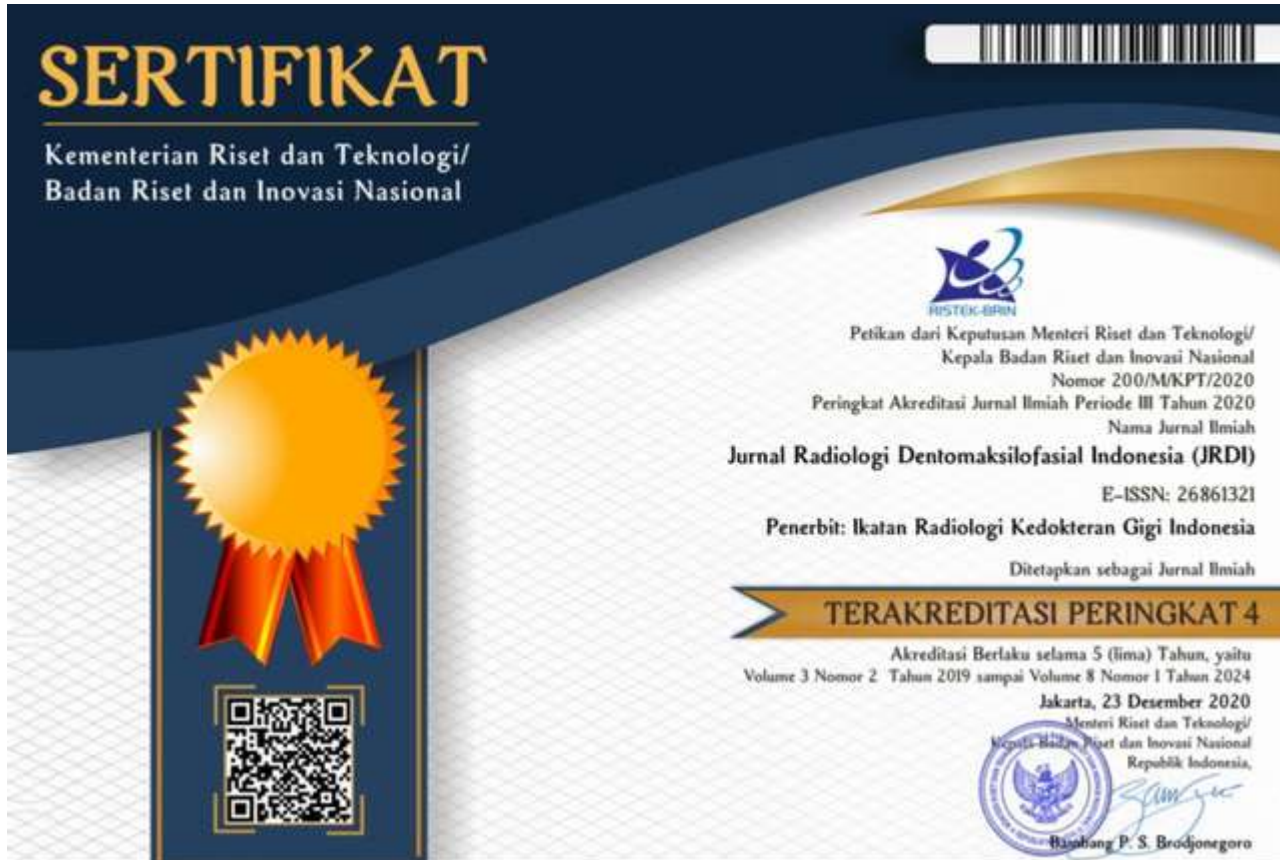 SERTIFIKAT
Kementerian Riset dan Teknologi/
Badan Riset dan Inovasi Nasional
RISTEK-BRIN
Petikan dari Keputusan Menteri Riset dan Teknologi/
Kepala Badan Riset dan Inovasi Nasional
Nomor 200/M/KPT/2020
Peringkat Akreditasi Jurnal Ilmiah Periode III Tahun 2020
Nama Jurnal Ilmiah
Jurnal Radiologi Dentomaksilofasial Indonesia (JRDI)
E-ISSN: 26861321
Penerbit: Ikatan Radiologi Kedokteran Gigi Indonesia
Ditetapkan sebagai Jurnal Ilmiah
TERAKREDITASI PERINGKAT 4
Akreditasi Berlaku selama 5 (lima) Tahun, yaitu
Volume 3 Nomor 2 Tahun 2019 sampai Volume 8 Nomor 1 Tahun 2024
Jakarta, 23 Desember 2020
Menteri Riset dan Teknologi/
Kepala Badan Riset dan Inovasi Nasional
Republik Indonesia,
Bambang P. S. Brodjonegoro